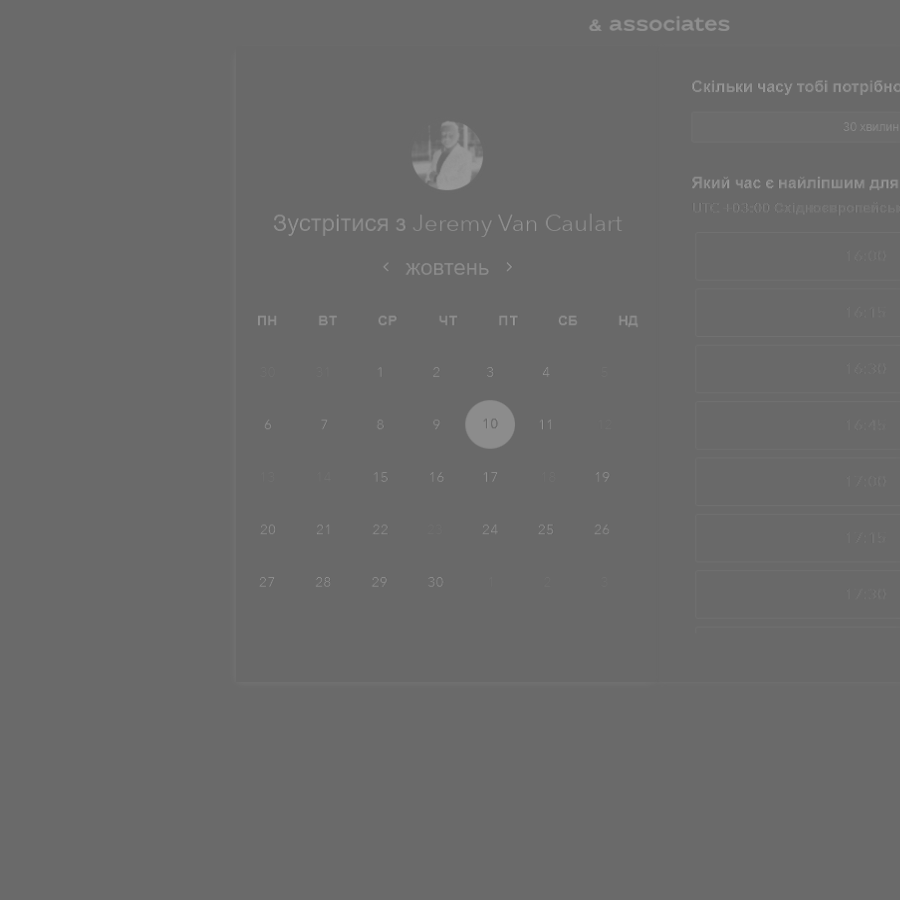 & associates
Скільки часу тобі потрібно
30 хвилин
Який час є найліпшим для
UTC +03:00 Східноєвропейськ
Зустрітися з Jeremy Van Caulart
жовтень
ПН ВТ СР ЧТ ПТ СБ НД
1 2 3 4 5
6 7 8 9 10 11 12
13 14 15 16 17 18 19
20 21 22 23 24 25 26
27 28 29 30 1 2 3
16:00
16:15
16:30
16:45
17:00
17:15
17:30